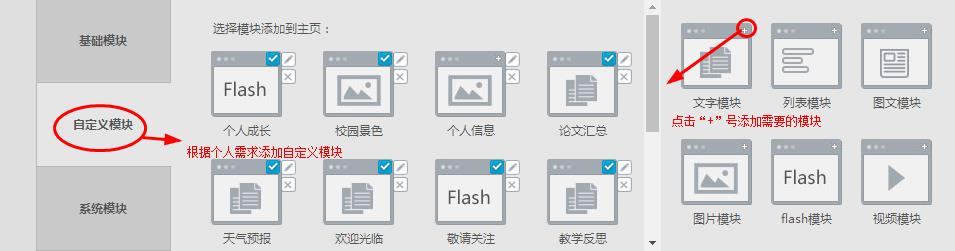 基础模块
自定义模块
系统模块
选择模块添加到主页：
Flash
个人成长
校园景色
个人信息
论文汇总
根据个人需求添加自定义模块
天气预报
欢迎光临
Flash
敬请关注
教学反思
文字模块
列表模块
图文模块
点击“+”号添加需要的模块
图片模块
Flash
flash模块
视频模块